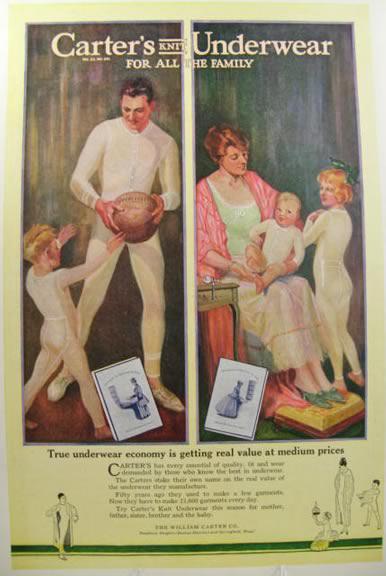 Carter's KNIT Underwear
FOR ALL THE FAMILY
True underwear economy is getting real value at medium prices
CARTER'S has every essential of quality, fit and wear
demanded by those who know the best in underwear.
The Carters stake their own name on the real value of
the underwear they manufacture.
Fifty years ago they used to make a few garments.
Now they have to make 21,600 garments every day.
Try Carter's Knit Underwear this season for mother,
father, sister, brother and the baby.
THE WILLIAM CARTER CO.